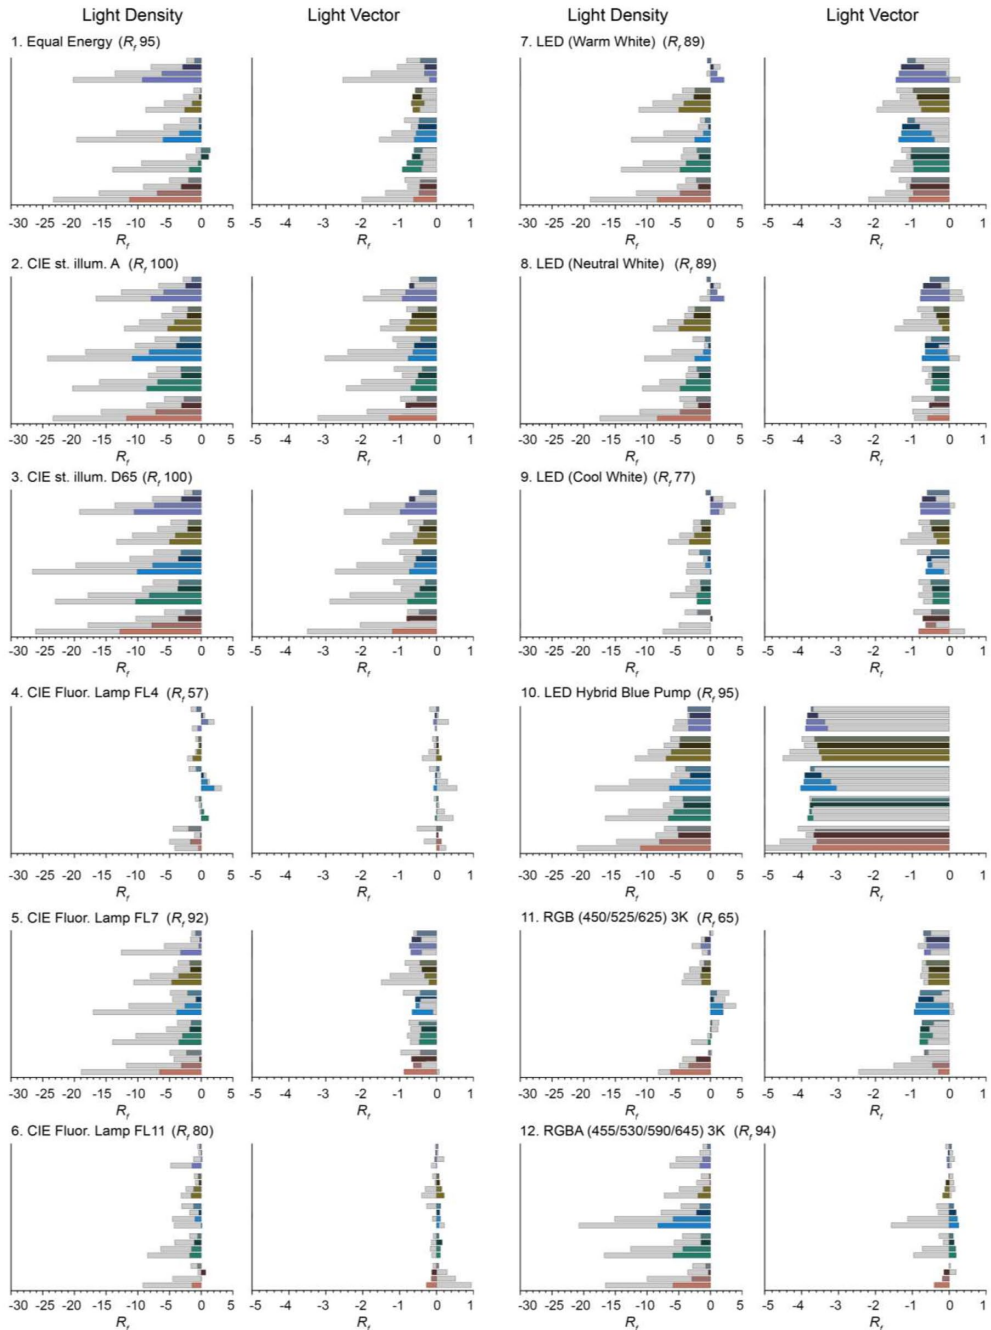 Light Density Light Vector Light Density Light Vector
1. Equal Energy (Rf 95) 7. LED (Warm White) (Rf 89)
-30 -25 -20 -15 -10 -5 0 5 -5 -4 -3 -2 -1 0 1 -30 -25 -20 -15 -10 -5 0 5 -5 -4 -3 -2 -1 0 1
Rf Rf Rf Rf
2. CIE st. illum. A (Rf 100) 8. LED (Neutral White) (Rf 89)
-30 -25 -20 -15 -10 -5 0 5 -5 -4 -3 -2 -1 0 1 -30 -25 -20 -15 -10 -5 0 5 -5 -4 -3 -2 -1 0 1
Rf Rf Rf Rf
3. CIE st. illum. D65 (Rf 100) 9. LED (Cool White) (Rf 77)
-30 -25 -20 -15 -10 -5 0 5 -5 -4 -3 -2 -1 0 1 -30 -25 -20 -15 -10 -5 0 5 -5 -4 -3 -2 -1 0 1
Rf Rf Rf Rf
4. CIE Fluor. Lamp FL4 (Rf 57) 10. LED Hybrid Blue Pump (Rf 95)
-30 -25 -20 -15 -10 -5 0 5 -5 -4 -3 -2 -1 0 1 -30 -25 -20 -15 -10 -5 0 5 -5 -4 -3 -2 -1 0 1
Rf Rf Rf Rf
5. CIE Fluor. Lamp FL7 (Rf 92) 11. RGB (450/525/625) 3K (Rf 65)
-30 -25 -20 -15 -10 -5 0 5 -5 -4 -3 -2 -1 0 1 -30 -25 -20 -15 -10 -5 0 5 -5 -4 -3 -2 -1 0 1
Rf Rf Rf Rf
6. CIE Fluor. Lamp FL11 (Rf 80) 12. RGBA (455/530/590/645) 3K (Rf 94)
-30 -25 -20 -15 -10 -5 0 5 -5 -4 -3 -2 -1 0 1 -30 -25 -20 -15 -10 -5 0 5 -5 -4 -3 -2 -1 0 1
Rf Rf Rf Rf